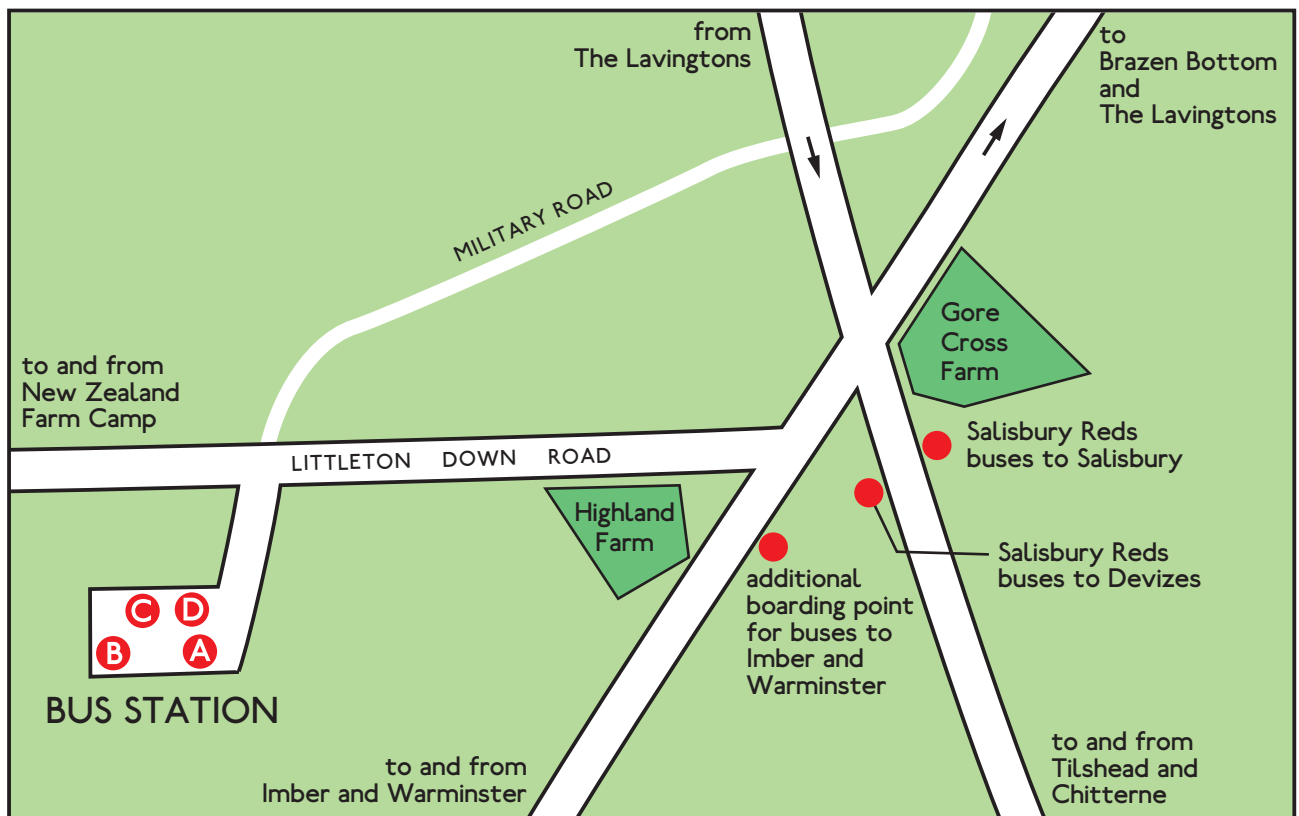 from
The Lavingtons
to
Brazen Bottom
and
The Lavingtons
MILITARY ROAD
Gore
Cross
Farm
to and from
New Zealand
Farm Camp
LITTLETON DOWN ROAD
Salisbury Reds
buses to Salisbury
Highland
Farm
Salisbury Reds
buses to Devizes
additional
boarding point
for buses to
Imber and
Warminster
C D
B A
BUS STATION
to and from
Imber and Warminster
to and from
Tilshead and
Chitterne